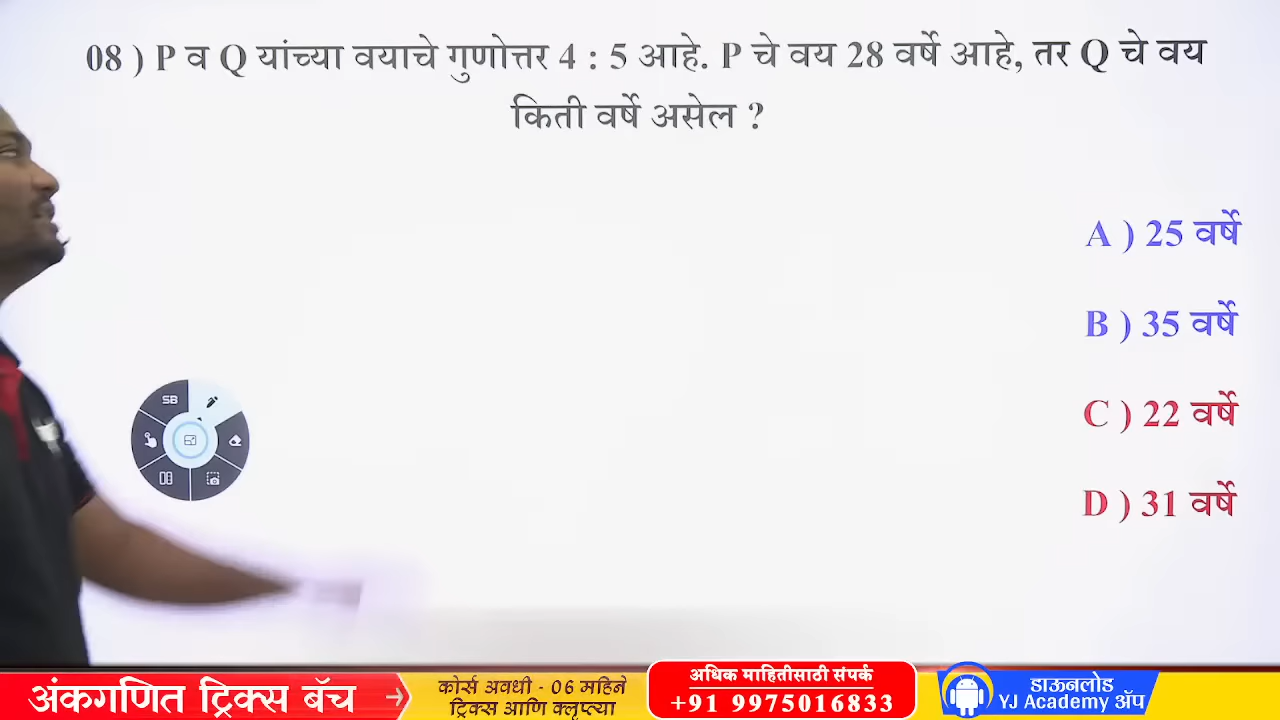 08 ) P व Q यांच्या वयाचे गुणोत्तर 4 : 5 आहे. P चे वय 28 वर्षे आहे, तर Q चे वय
किती वर्षे असेल ?
A ) 25 वर्षे
B ) 35 वर्षे
C ) 22 वर्षे
D ) 31 वर्षे
SB
अंकगणित ट्रिक्स बॅच
कोर्स अवधी - 06 महिने
ट्रिक्स आणि क्लृप्त्या
अधिक माहितीसाठी संपर्क
+91 9975016833
डाऊनलोड
YJ Academy ॲप